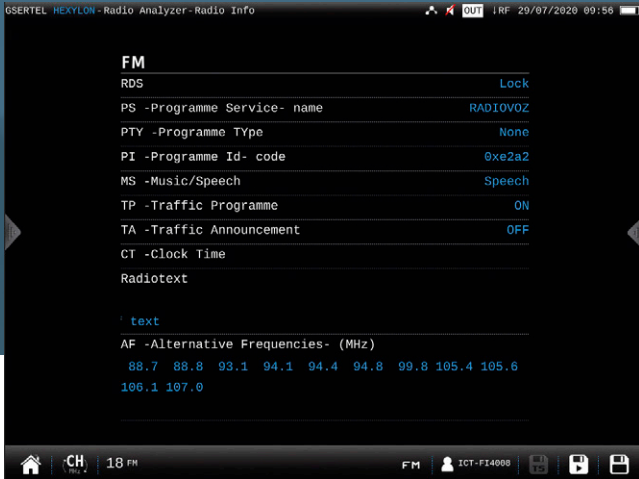 GSERTEL HEXYLON-Radio Analyzer-Radio Info OUT ↓RF 29/07/2020 09:56
FM
RDS Lock
PS -Programme Service- name RADIOVOZ
PTY -Programme TYpe None
PI -Programme Id- code 0xe2a2
MS -Music/Speech Speech
TP -Traffic Programme ON
TA -Traffic Announcement OFF
CT -Clock Time
Radiotext
' text
AF -Alternative Frequencies- (MHz)
88.7 88.8 93.1 94.1 94.4 94.8 99.8 105.4 105.6
106.1 107.0
CH MHz 18 FM FM ICT-FI4008 TS